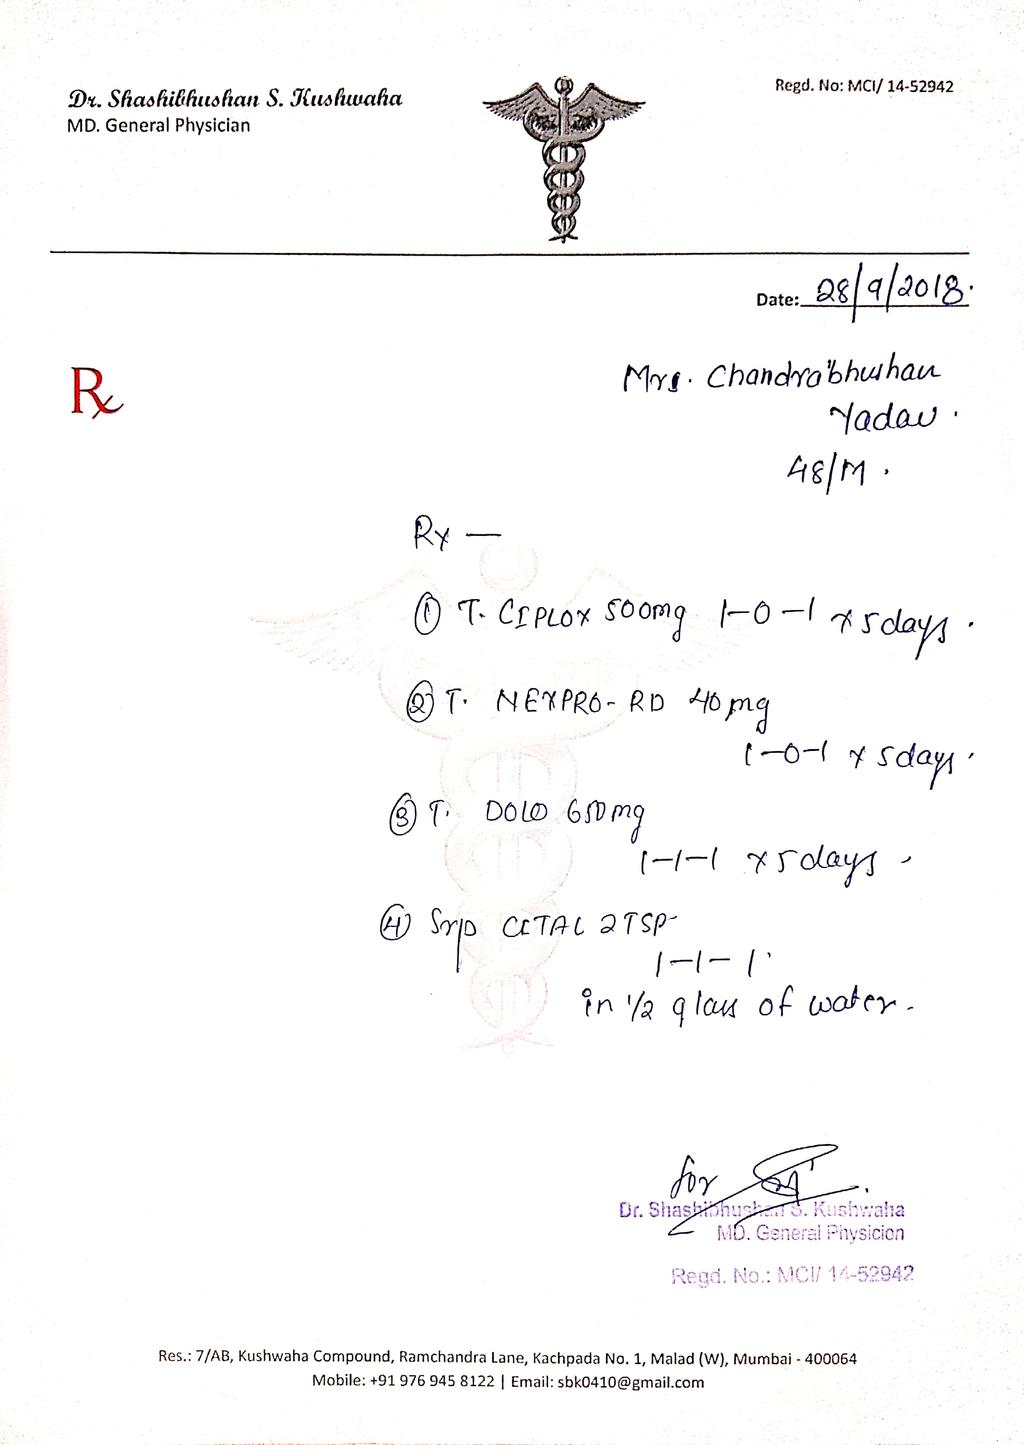 Dr. Shashibhushan S. Kushwaha
MD. General Physician
Regd. No: MCI/ 14-52942
Date: 28/9/2018.
Rx
Mrs. Chandrabhushan
Yadav.
48/M.
Rx —
① T. CIPLOX 500mg 1-0-1 x 5days.
② T. NEXPRO-RD 40mg
1-0-1 x 5days.
③ T. DOLO 650mg
1-1-1 x 5days.
④ Syp CITAL 2TSP
1-1-1
in 1/2 glass of water.
for
Dr. Shashibhushan S. Kushwaha
MD. General Physician
Regd. No.: MCI/ 14-52942
Res.: 7/AB, Kushwaha Compound, Ramchandra Lane, Kachpada No. 1, Malad (W), Mumbai - 400064
Mobile: +91 976 945 8122 | Email: sbk0410@gmail.com